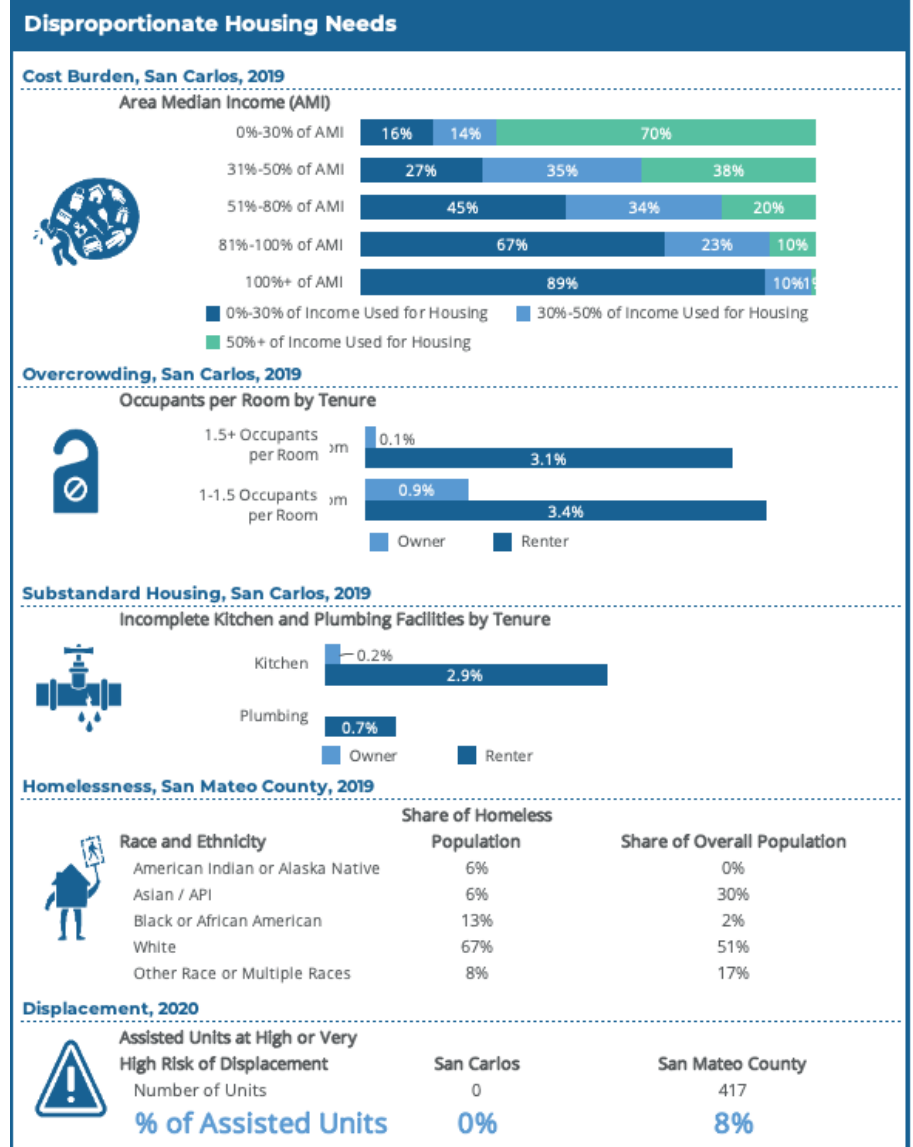 Disproportionate Housing Needs
Cost Burden, San Carlos, 2019
Area Median Income (AMI)
0%-30% of AMI 16% 14% 70%
31%-50% of AMI 27% 35% 38%
51%-80% of AMI 45% 34% 20%
81%-100% of AMI 67% 23% 10%
100%+ of AMI 89% 10% 1%
0%-30% of Income Used for Housing 30%-50% of Income Used for Housing
50%+ of Income Used for Housing
Overcrowding, San Carlos, 2019
Occupants per Room by Tenure
1.5+ Occupants
per Room
0.1%
3.1%
1-1.5 Occupants
per Room
0.9%
3.4%
Owner Renter
Substandard Housing, San Carlos, 2019
Incomplete Kitchen and Plumbing Facilities by Tenure
Kitchen
0.2%
2.9%
Plumbing
0.7%
Owner Renter
Homelessness, San Mateo County, 2019
Share of Homeless
Race and Ethnicity Population Share of Overall Population
American Indian or Alaska Native 6% 0%
Asian / API 6% 30%
Black or African American 13% 2%
White 67% 51%
Other Race or Multiple Races 8% 17%
Displacement, 2020
Assisted Units at High or Very
High Risk of Displacement San Carlos San Mateo County
Number of Units 0 417
% of Assisted Units 0% 8%